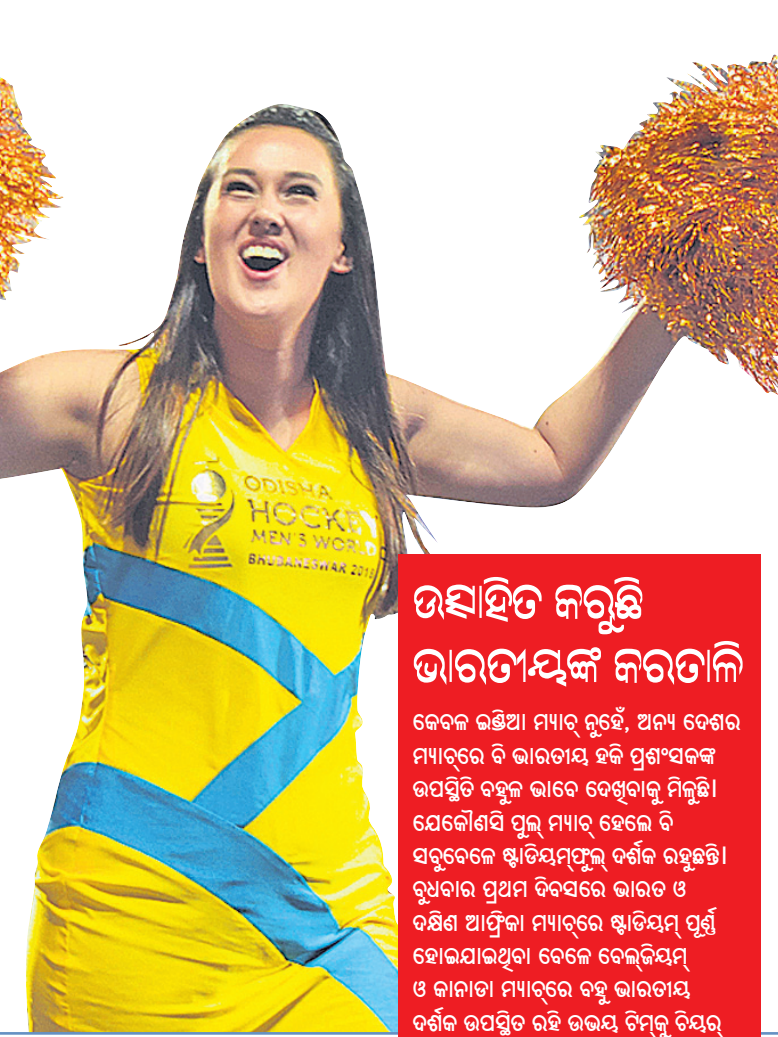 ODISHA
HOCKEY
MEN'S WORLD
BHUBANESWAR 2018
ଉତ୍ସାହିତ କରୁଛି
ଭାରତୀୟଙ୍କ କରତାଳି
କେବଳ ଇଣ୍ଡିଆ ମ୍ୟାଚ୍ ନୁହେଁ, ଅନ୍ୟ ଦେଶର
ମ୍ୟାଚ୍‌ରେ ବି ଭାରତୀୟ ହକି ପ୍ରଶଂସକଙ୍କ
ଉପସ୍ଥିତି ବହୁଳ ଭାବେ ଦେଖିବାକୁ ମିଳୁଛି।
ଯେକୌଣସି ପୁଲ୍ ମ୍ୟାଚ୍ ହେଲେ ବି
ସବୁବେଳେ ଷ୍ଟାଡିୟମ୍‌ଫୁଲ୍ ଦର୍ଶକ ରହୁଛନ୍ତି।
ବୁଧବାର ପ୍ରଥମ ଦିବସରେ ଭାରତ ଓ
ଦକ୍ଷିଣ ଆଫ୍ରିକା ମ୍ୟାଚ୍‌ରେ ଷ୍ଟାଡିୟମ୍ ପୂର୍ଣ୍ଣ
ହୋଇଯାଇଥିବା ବେଳେ ବେଲ୍‌ଜିୟମ୍
ଓ କାନାଡା ମ୍ୟାଚ୍‌ରେ ବହୁ ଭାରତୀୟ
ଦର୍ଶକ ଉପସ୍ଥିତ ରହି ଉଭୟ ଟିମ୍‌କୁ ଚିୟର୍